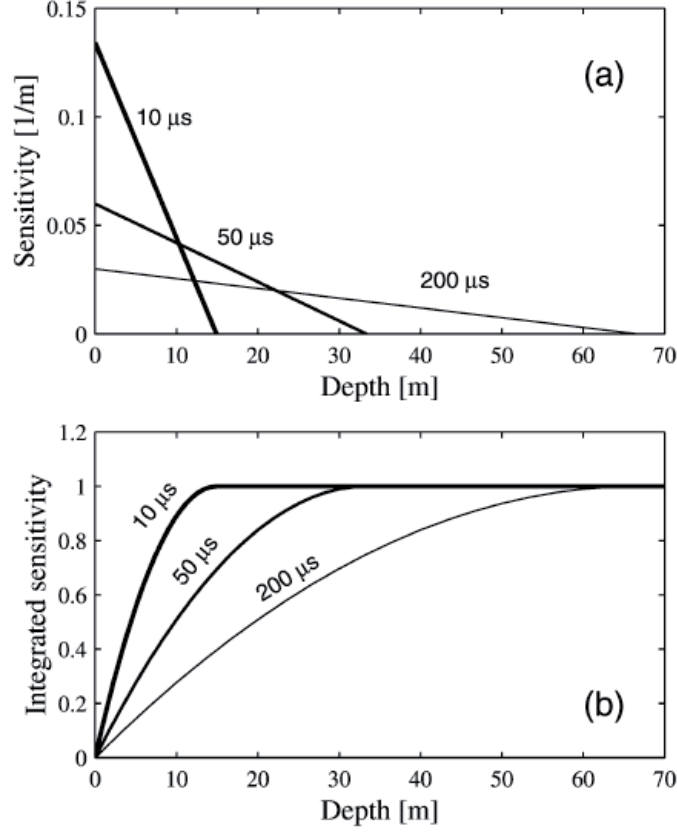 0.15
0.1
0.05
0
Sensitivity [1/m]
(a)
10 μs
50 μs
200 μs
0 10 20 30 40 50 60 70
Depth [m]
1.2
1
0.8
0.6
0.4
0.2
0
Integrated sensitivity
10 μs
50 μs
200 μs
(b)
0 10 20 30 40 50 60 70
Depth [m]